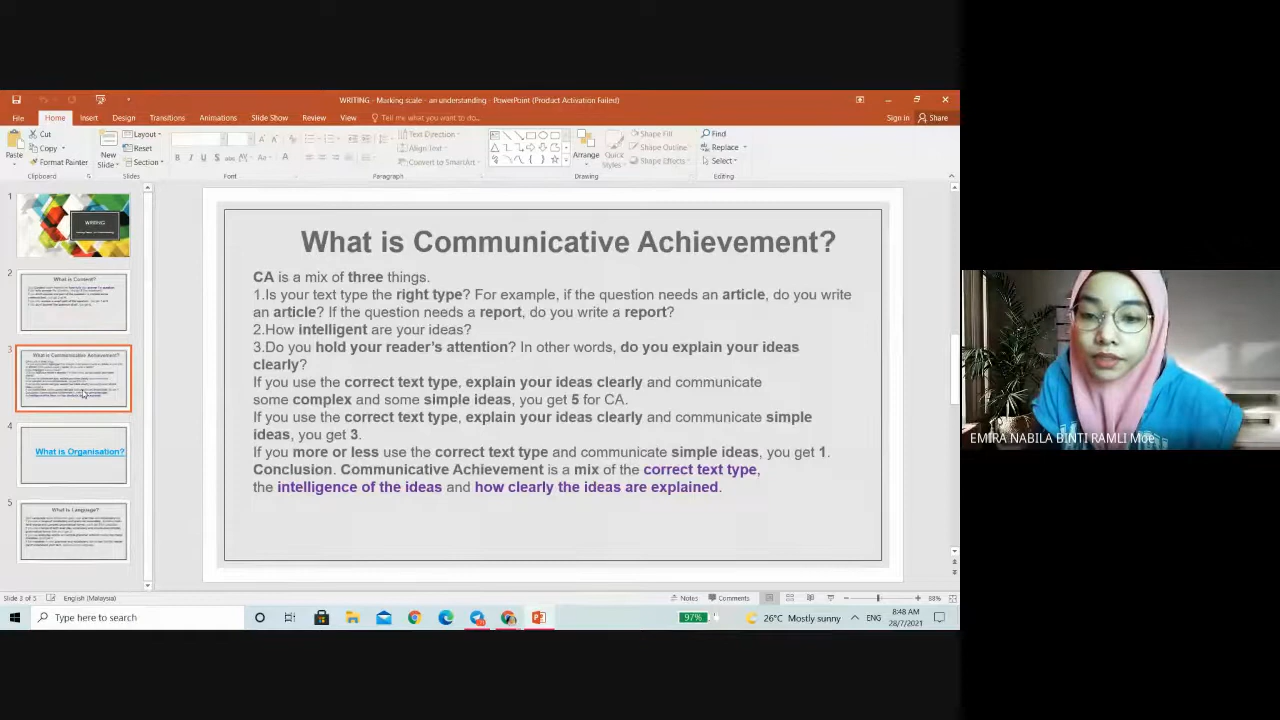 WRITING - Marking scale - an understanding - PowerPoint (Product Activation Failed)
File Home Insert Design Transitions Animations Slide Show Review View Tell me what you want to do... Sign in Share
Paste Cut Copy Format Painter Clipboard
New Slide Layout Reset Section Slides
Font
Text Direction Align Text Convert to SmartArt Paragraph
Arrange Quick Styles Shape Fill Shape Outline Shape Effects Drawing
Find Replace Select Editing
1
WRITING
2
What is Content?
3
What is Communicative Achievement?
4
What is Organisation?
5
What is Language?
What is Communicative Achievement?
CA is a mix of three things.
1.Is your text type the right type? For example, if the question needs an article, do you write
an article? If the question needs a report, do you write a report?
2.How intelligent are your ideas?
3.Do you hold your reader's attention? In other words, do you explain your ideas
clearly?
If you use the correct text type, explain your ideas clearly and communicate
some complex and some simple ideas, you get 5 for CA.
If you use the correct text type, explain your ideas clearly and communicate simple
ideas, you get 3.
If you more or less use the correct text type and communicate simple ideas, you get 1.
Conclusion. Communicative Achievement is a mix of the correct text type,
the intelligence of the ideas and how clearly the ideas are explained.
EMIRA NABILA BINTI RAMLI Moe
Slide 3 of 5 English (Malaysia) Notes Comments 88%
Type here to search 97% 26°C Mostly sunny ENG 8:48 AM
28/7/2021